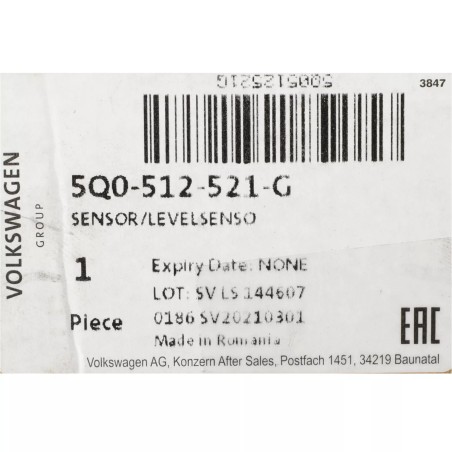 5Q0512521G
3847
VOLKSWAGEN
GROUP
5Q0-512-521-G
SENSOR/LEVELSENSO
1
Expiry Date: NONE
LOT: SV LS 144607
Piece
0186 SV20210301
Made in Romania
EAC
Volkswagen AG, Konzern After Sales, Postfach 1451, 34219 Baunatal